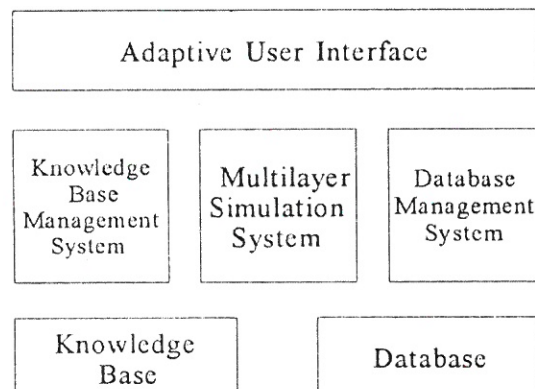 Adaptive User Interface
Knowledge
Base
Management
System
Multilayer
Simulation
System
Database
Management
System
Knowledge
Base
Database